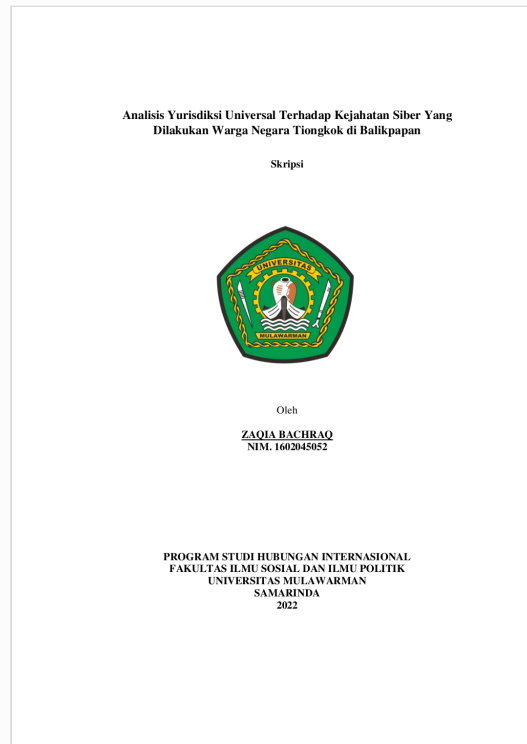 Analisis Yurisdiksi Universal Terhadap Kejahatan Siber Yang
Dilakukan Warga Negara Tiongkok di Balikpapan
Skripsi
UNIVERSITAS
MULAWARMAN
Oleh
ZAQIA BACHRAQ
NIM. 1602045052
PROGRAM STUDI HUBUNGAN INTERNASIONAL
FAKULTAS ILMU SOSIAL DAN ILMU POLITIK
UNIVERSITAS MULAWARMAN
SAMARINDA
2022